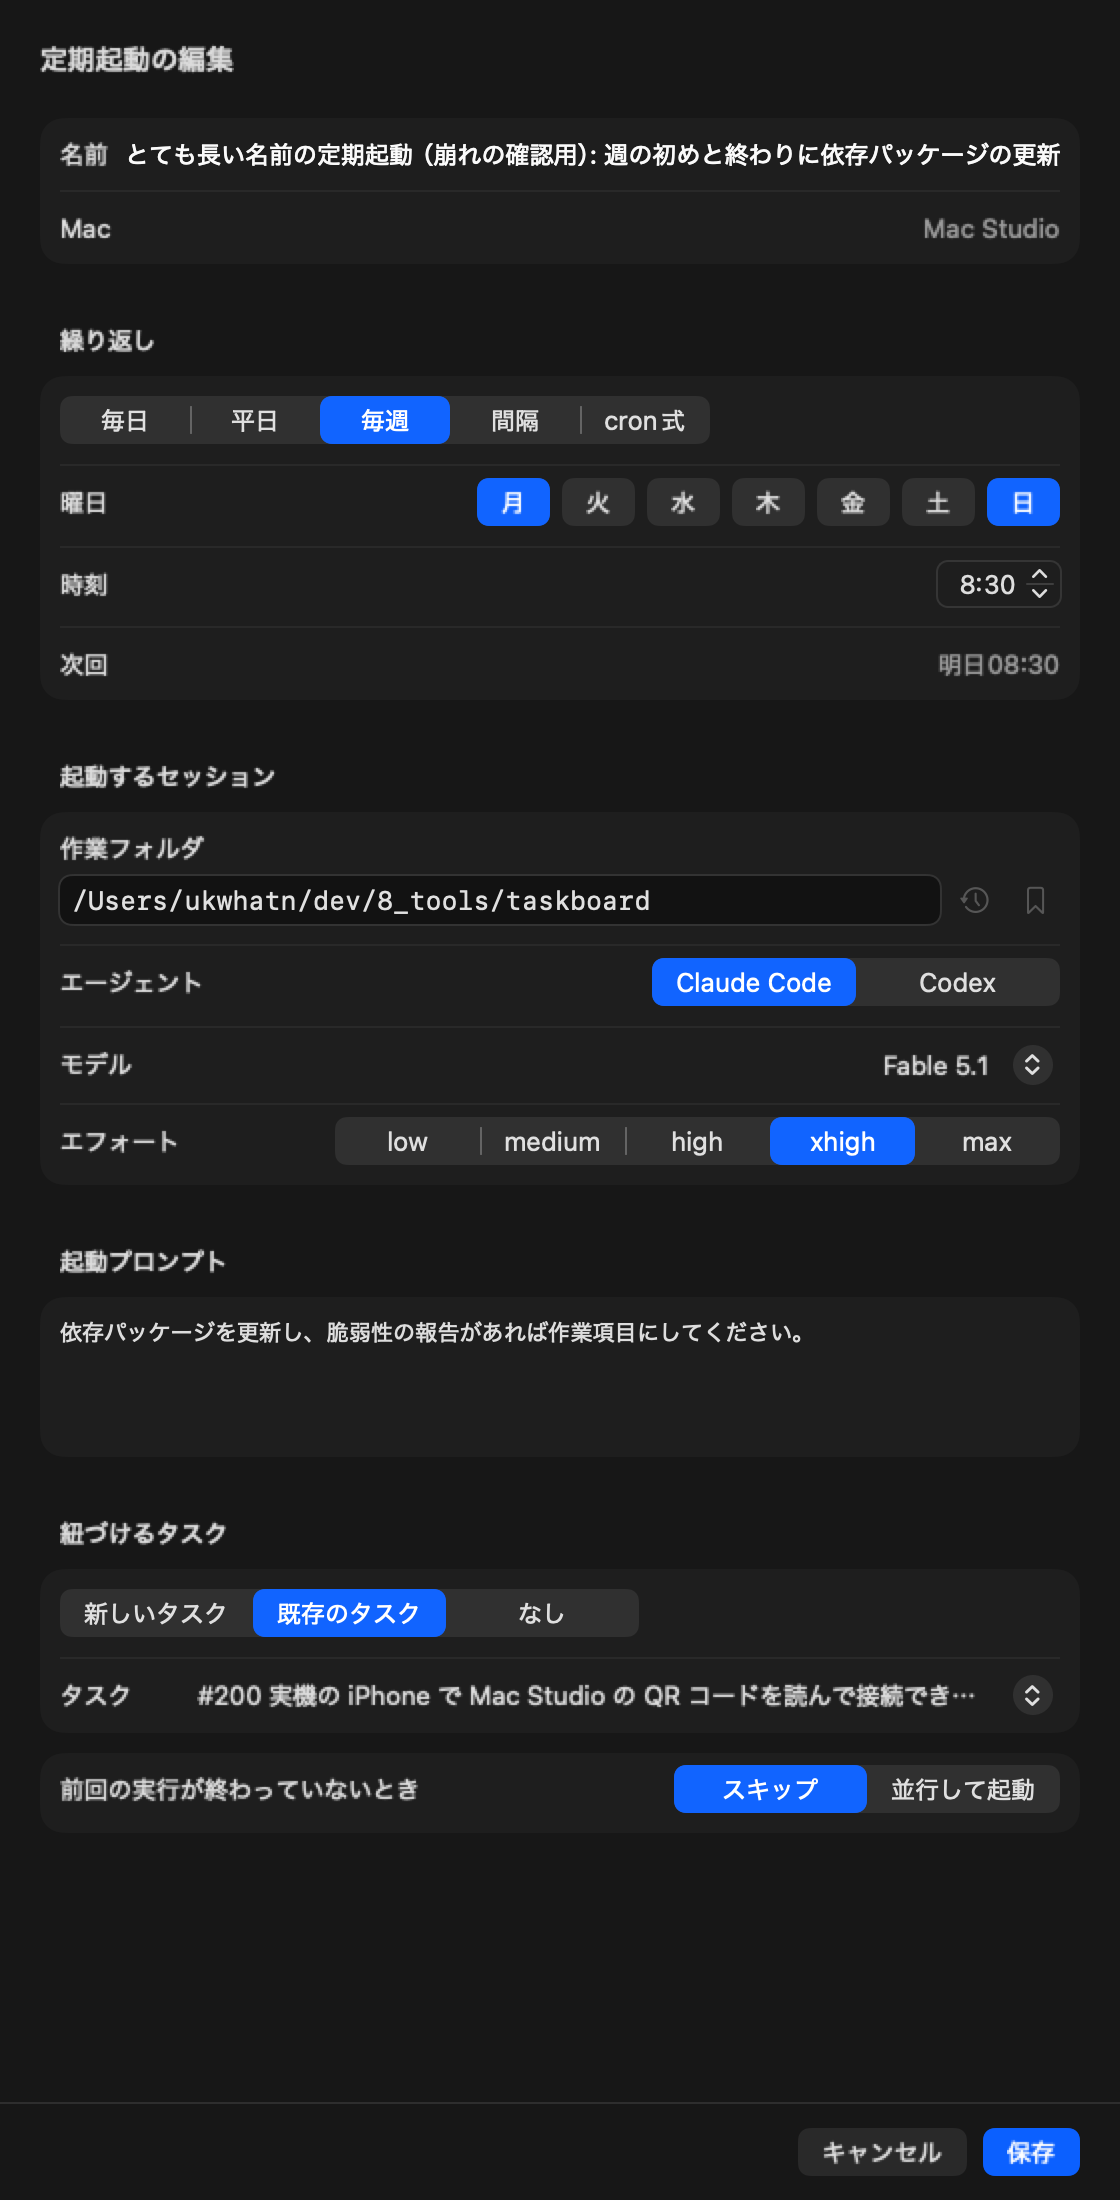 定期起動の編集
名前 とても長い名前の定期起動（崩れの確認用）: 週の初めと終わりに依存パッケージの更新
Mac Mac Studio
繰り返し
毎日 平日 毎週 間隔 cron 式
曜日 月 火 水 木 金 土 日
時刻 8:30
次回 明日08:30
起動するセッション
作業フォルダ
/Users/ukwhatn/dev/8_tools/taskboard
エージェント Claude Code Codex
モデル Fable 5.1
エフォート low medium high xhigh max
起動プロンプト
依存パッケージを更新し、脆弱性の報告があれば作業項目にしてください。
紐づけるタスク
新しいタスク 既存のタスク なし
タスク #200 実機の iPhone で Mac Studio の QR コードを読んで接続でき…
前回の実行が終わっていないとき スキップ 並行して起動
キャンセル 保存